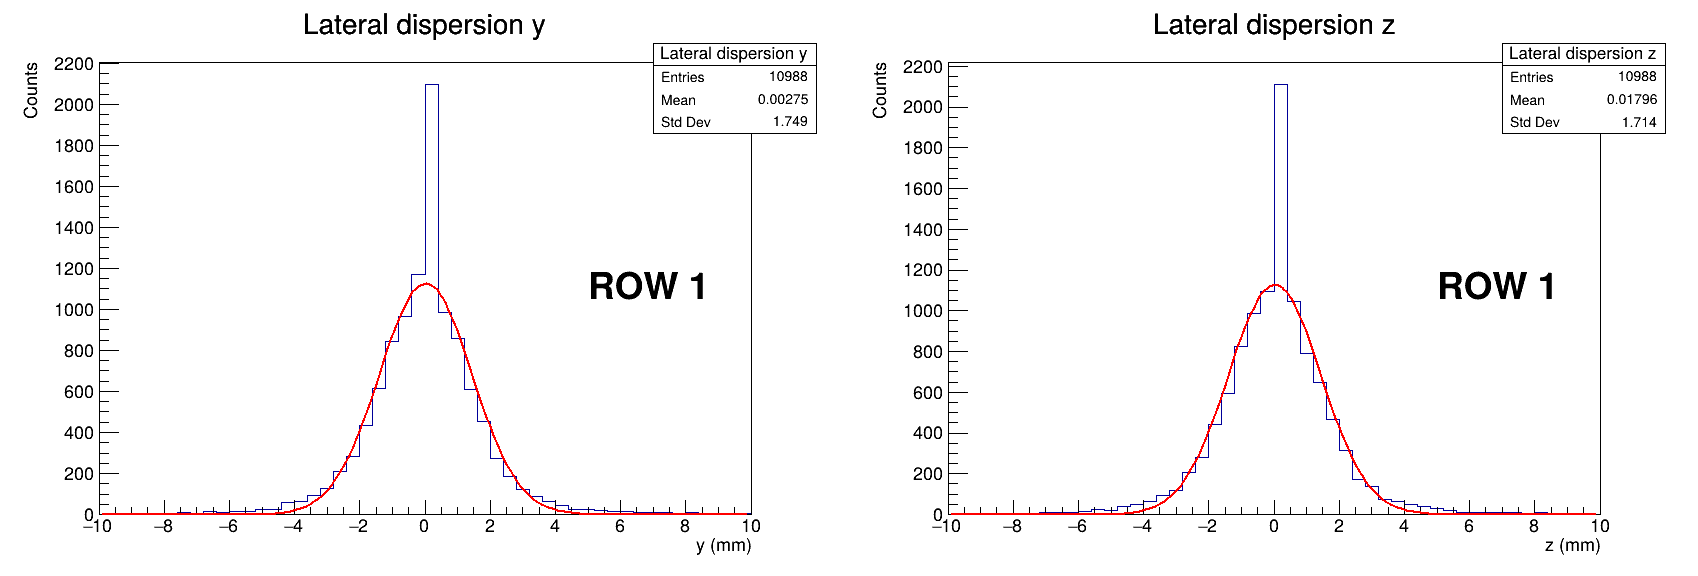 Lateral dispersion y
Counts
2200
2000
1800
1600
1400
1200
1000
800
600
400
200
0
Lateral dispersion y
Entries 10988
Mean 0.00275
Std Dev 1.749
ROW 1
−10 −8 −6 −4 −2 0 2 4 6 8 10
y (mm)
Lateral dispersion z
Counts
2200
2000
1800
1600
1400
1200
1000
800
600
400
200
0
Lateral dispersion z
Entries 10988
Mean 0.01796
Std Dev 1.714
ROW 1
−10 −8 −6 −4 −2 0 2 4 6 8 10
z (mm)